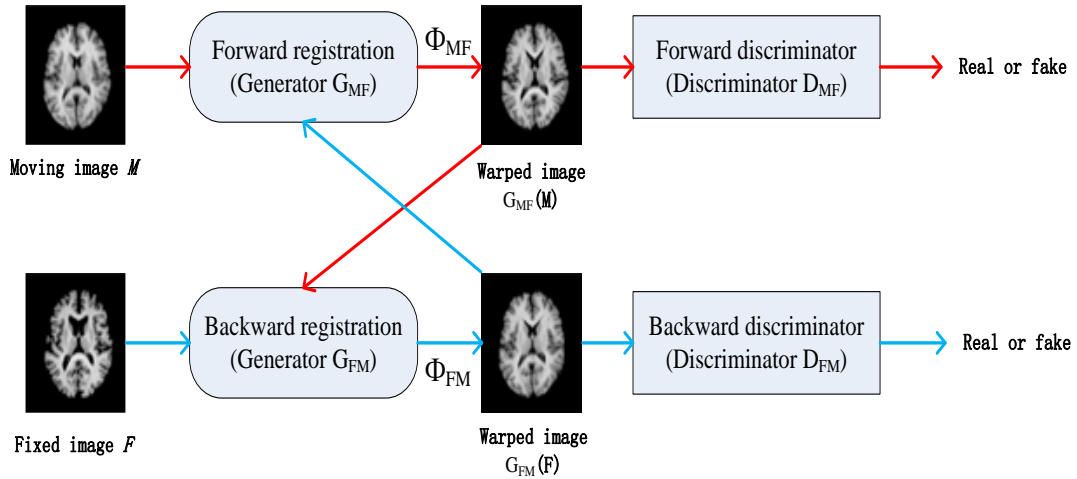 Forward registration
(Generator G_MF)
Φ_MF
Forward discriminator
(Discriminator D_MF)
Real or fake
Moving image M
Warped image
G_MF(M)
Backward registration
(Generator G_FM)
Φ_FM
Backward discriminator
(Discriminator D_FM)
Real or fake
Fixed image F
Warped image
G_FM(F)